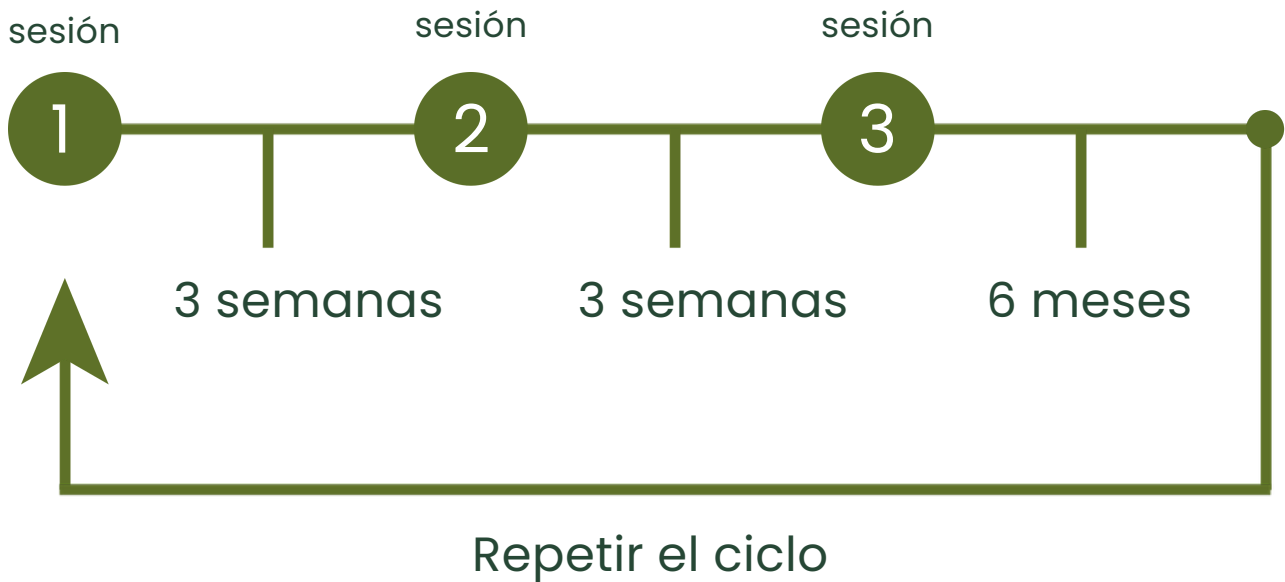 sesión
sesión
sesión
1
2
3
3 semanas
3 semanas
6 meses
Repetir el ciclo